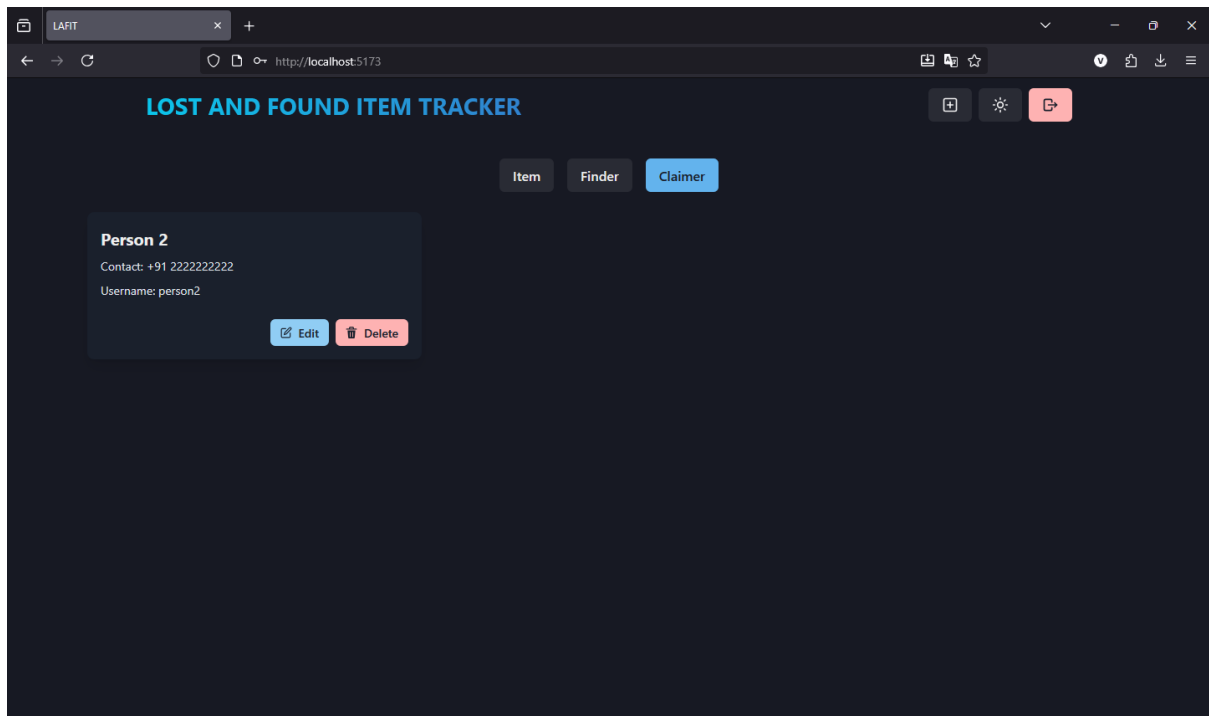 LAFIT
http://localhost:5173
LOST AND FOUND ITEM TRACKER
Item
Finder
Claimer
Person 2
Contact: +91 2222222222
Username: person2
Edit
Delete
V